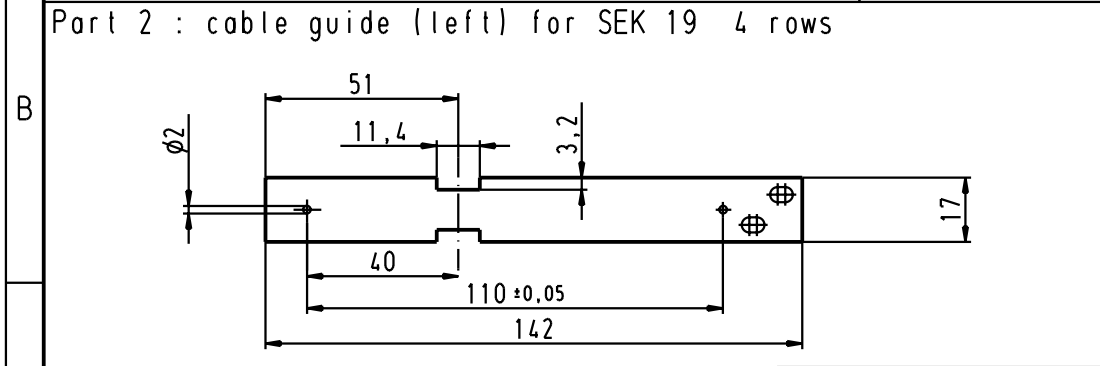 Part 2 : cable guide (left) for SEK 19 4 rows
B
51
11,4
3,2
ø2
17
40
110 ±0,05
142